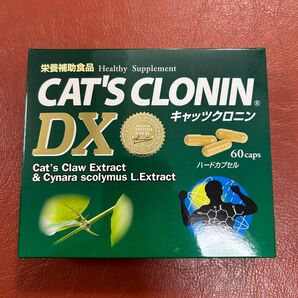 栄養補助食品 Healthy Supplement
CAT'S CLONIN®
DX
キャッツクロニン
Cat's Claw Extract
& Cynara scolymus L.Extract
60caps
ハードカプセル